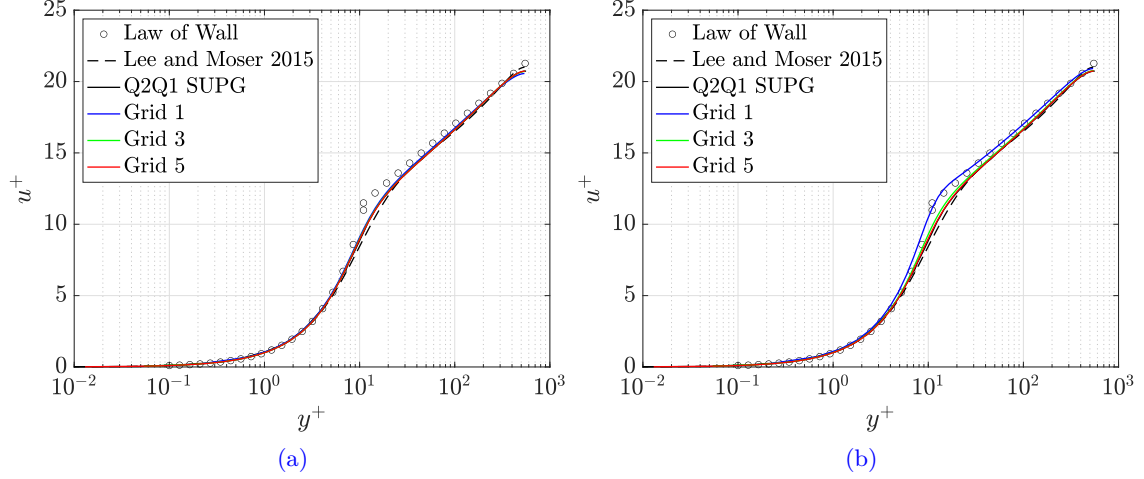 25
20
15
10
5
0
u⁺
Law of Wall
Lee and Moser 2015
Q2Q1 SUPG
Grid 1
Grid 3
Grid 5
10⁻² 10⁻¹ 10⁰ 10¹ 10² 10³
y⁺
(a)
25
20
15
10
5
0
u⁺
Law of Wall
Lee and Moser 2015
Q2Q1 SUPG
Grid 1
Grid 3
Grid 5
10⁻² 10⁻¹ 10⁰ 10¹ 10² 10³
y⁺
(b)